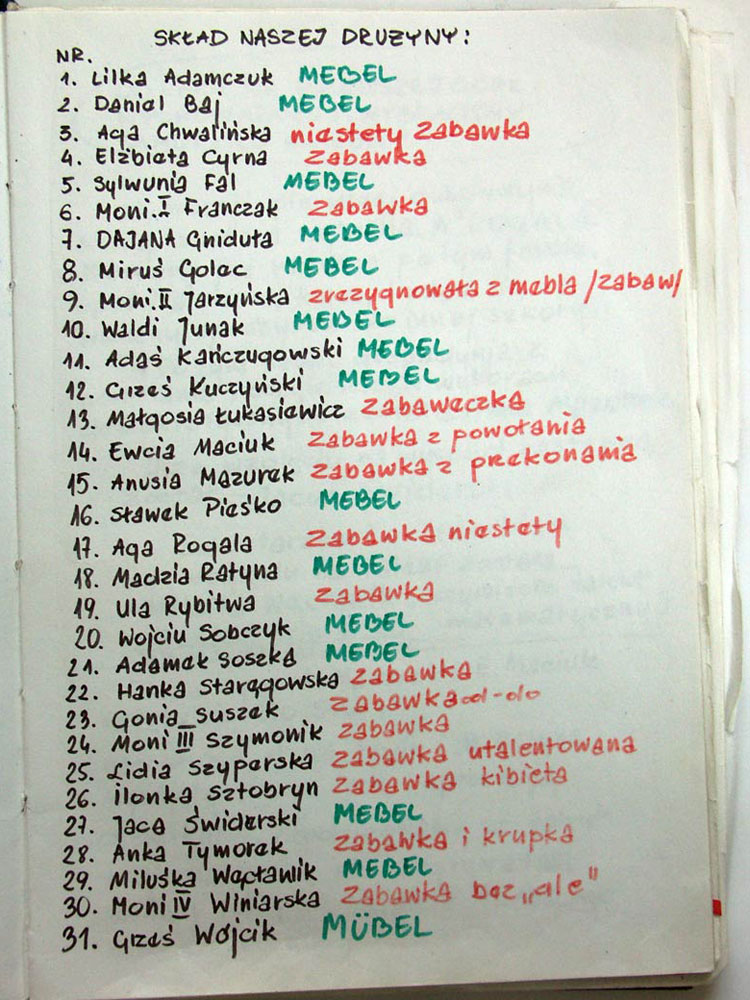 SKŁAD NASZEJ DRUŻYNY:
NR.
1. Lilka Adamczuk MEBEL
2. Daniel Baj MEBEL
3. Aga Chwalińska niestety Zabawka
4. Elżbieta Cyrna Zabawka
5. Sylwunia Fal MEBEL
6. Moni.I Franczak Zabawka
7. DAJANA Gniduła MEBEL
8. Miruś Golec MEBEL
9. Moni.II Jarzyńska zrezygnowała z mebla /zabaw/
10. Waldi Junak MEBEL
11. Adaś Kańczugowski MEBEL
12. Grześ Kuczyński MEBEL
13. Małgosia Łukasiewicz Zabaweczka
14. Ewcia Maciuk Zabawka z powołania
15. Anusia Mazurek Zabawka z przekonania
16. Sławek Pieśko MEBEL
17. Aga Rogala Zabawka niestety
18. Madzia Ratyna MEBEL
19. Ula Rybitwa Zabawka
20. Wojciu Sobczyk MEBEL
21. Adamek Soszka MEBEL
22. Hanka Starągowska Zabawka
23. Gonia_Suszek Zabawka
24. Moni III Szymonik Zabawka
25. Lidia Szyperska Zabawka utalentowana
26. Ilonka Sztobryn Zabawka kibieta
27. Jaca Świderski MEBEL
28. Anka Tymorek Zabawka i krupka
29. Miluśka Wacławik MEBEL
30. Moni IV Winiarska Zabawka bez „ale"
31. Grześ Wójcik MÜBEL